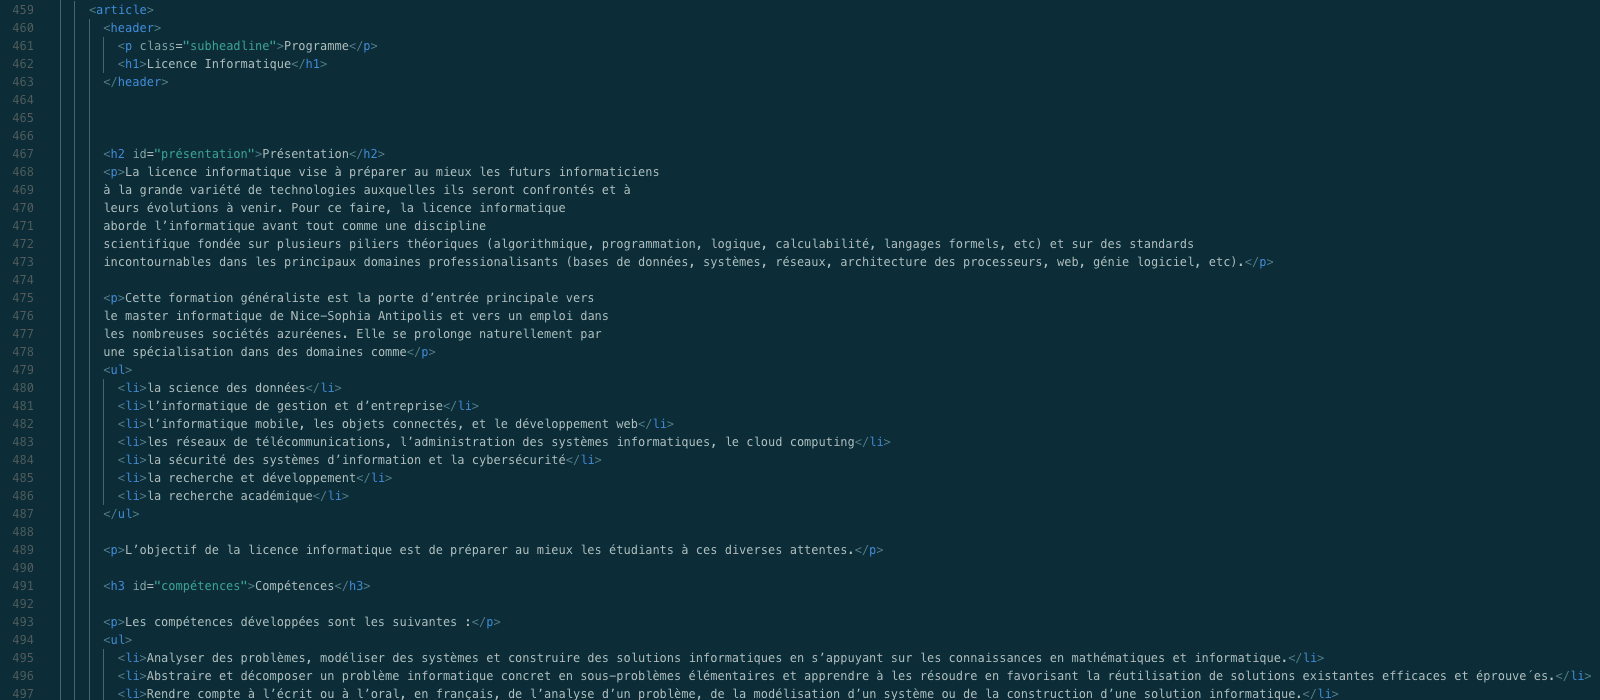 459 <article>
460 <header>
461 <p class="subheadline">Programme</p>
462 <h1>Licence Informatique</h1>
463 </header>
464
465
466
467 <h2 id="présentation">Présentation</h2>
468 <p>La licence informatique vise à préparer au mieux les futurs informaticiens
469 à la grande variété de technologies auxquelles ils seront confrontés et à
470 leurs évolutions à venir. Pour ce faire, la licence informatique
471 aborde l’informatique avant tout comme une discipline
472 scientifique fondée sur plusieurs piliers théoriques (algorithmique, programmation, logique, calculabilité, langages formels, etc) et sur des standards
473 incontournables dans les principaux domaines professionalisants (bases de données, systèmes, réseaux, architecture des processeurs, web, génie logiciel, etc).</p>
474
475 <p>Cette formation généraliste est la porte d’entrée principale vers
476 le master informatique de Nice-Sophia Antipolis et vers un emploi dans
477 les nombreuses sociétés azuréenes. Elle se prolonge naturellement par
478 une spécialisation dans des domaines comme</p>
479 <ul>
480 <li>la science des données</li>
481 <li>l’informatique de gestion et d’entreprise</li>
482 <li>l’informatique mobile, les objets connectés, et le développement web</li>
483 <li>les réseaux de télécommunications, l’administration des systèmes informatiques, le cloud computing</li>
484 <li>la sécurité des systèmes d’information et la cybersécurité</li>
485 <li>la recherche et développement</li>
486 <li>la recherche académique</li>
487 </ul>
488
489 <p>L’objectif de la licence informatique est de préparer au mieux les étudiants à ces diverses attentes.</p>
490
491 <h3 id="compétences">Compétences</h3>
492
493 <p>Les compétences développées sont les suivantes :</p>
494 <ul>
495 <li>Analyser des problèmes, modéliser des systèmes et construire des solutions informatiques en s’appuyant sur les connaissances en mathématiques et informatique.</li>
496 <li>Abstraire et décomposer un problème informatique concret en sous-problèmes élémentaires et apprendre à les résoudre en favorisant la réutilisation de solutions existantes efficaces et éprouve´es.</li>
497 <li>Rendre compte à l’écrit ou à l’oral, en français, de l’analyse d’un problème, de la modélisation d’un système ou de la construction d’une solution informatique.</li>